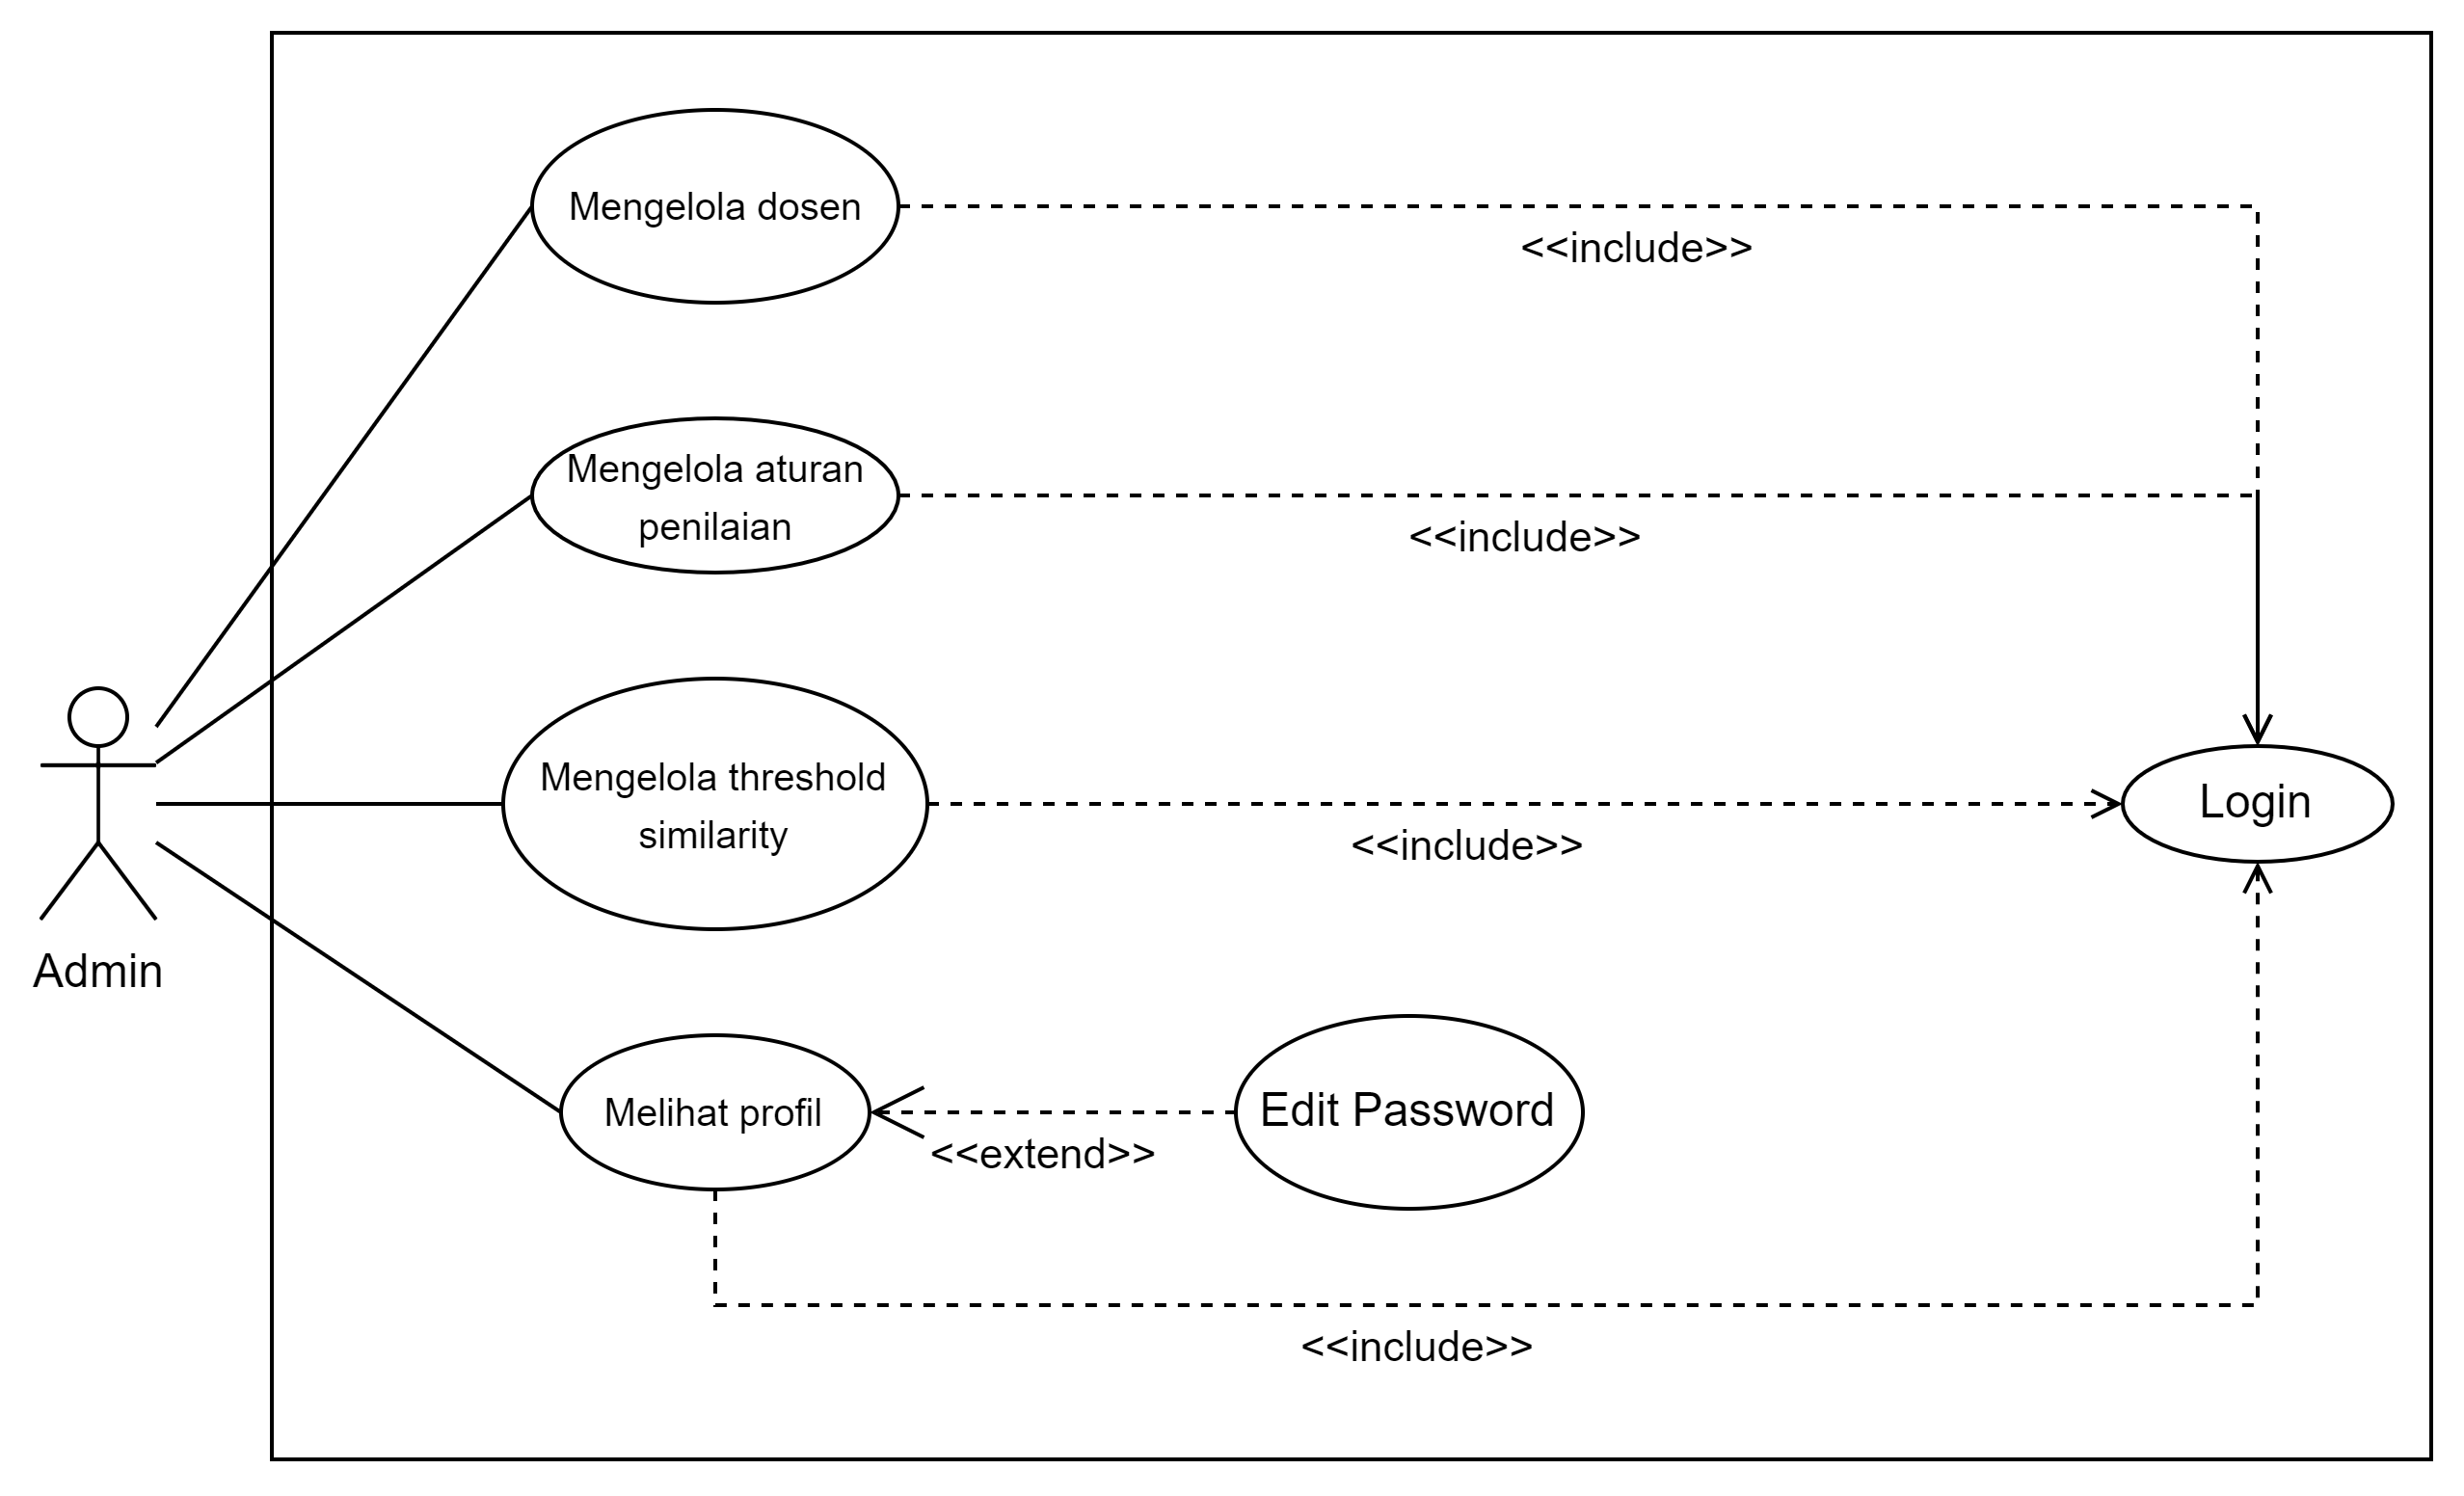 Mengelola dosen
<<include>>
Mengelola aturan
penilaian
<<include>>
Mengelola threshold
similarity
<<include>>
Login
Admin
Melihat profil
<<extend>>
Edit Password
<<include>>